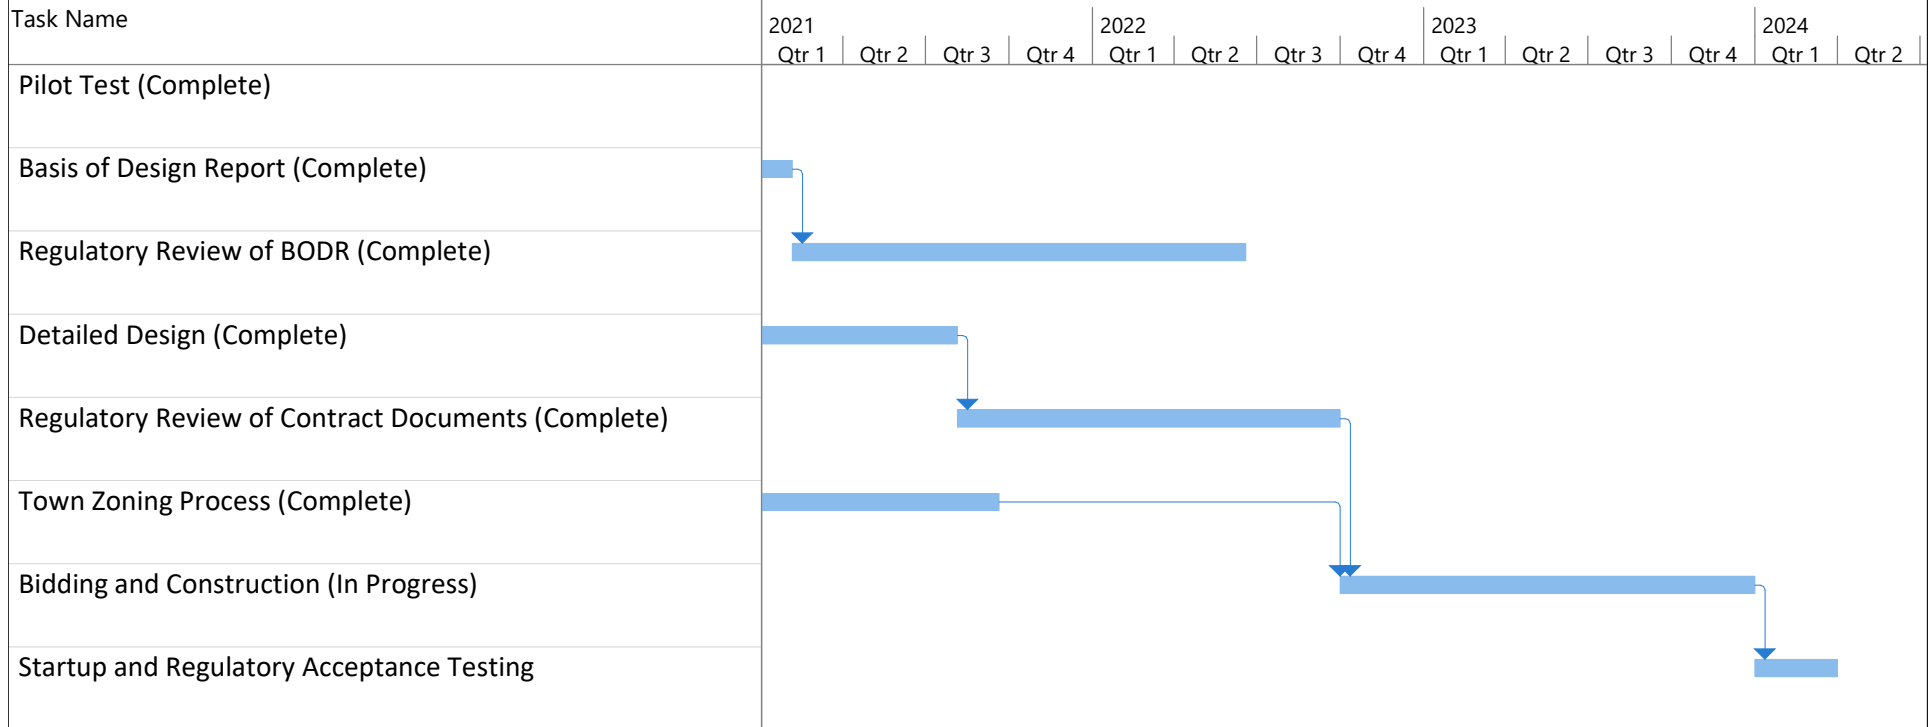 Task Name
2021 2022 2023 2024
Qtr 1 Qtr 2 Qtr 3 Qtr 4 Qtr 1 Qtr 2 Qtr 3 Qtr 4 Qtr 1 Qtr 2 Qtr 3 Qtr 4 Qtr 1 Qtr 2
Pilot Test (Complete)
Basis of Design Report (Complete)
Regulatory Review of BODR (Complete)
Detailed Design (Complete)
Regulatory Review of Contract Documents (Complete)
Town Zoning Process (Complete)
Bidding and Construction (In Progress)
Startup and Regulatory Acceptance Testing